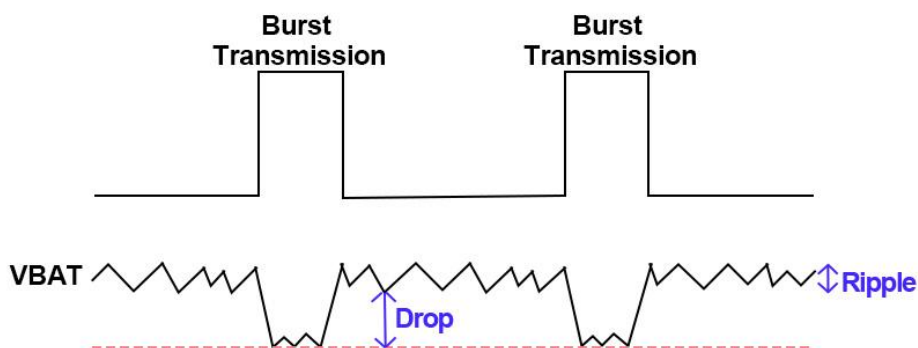 Burst
Transmission
Burst
Transmission
VBAT
Ripple
Drop